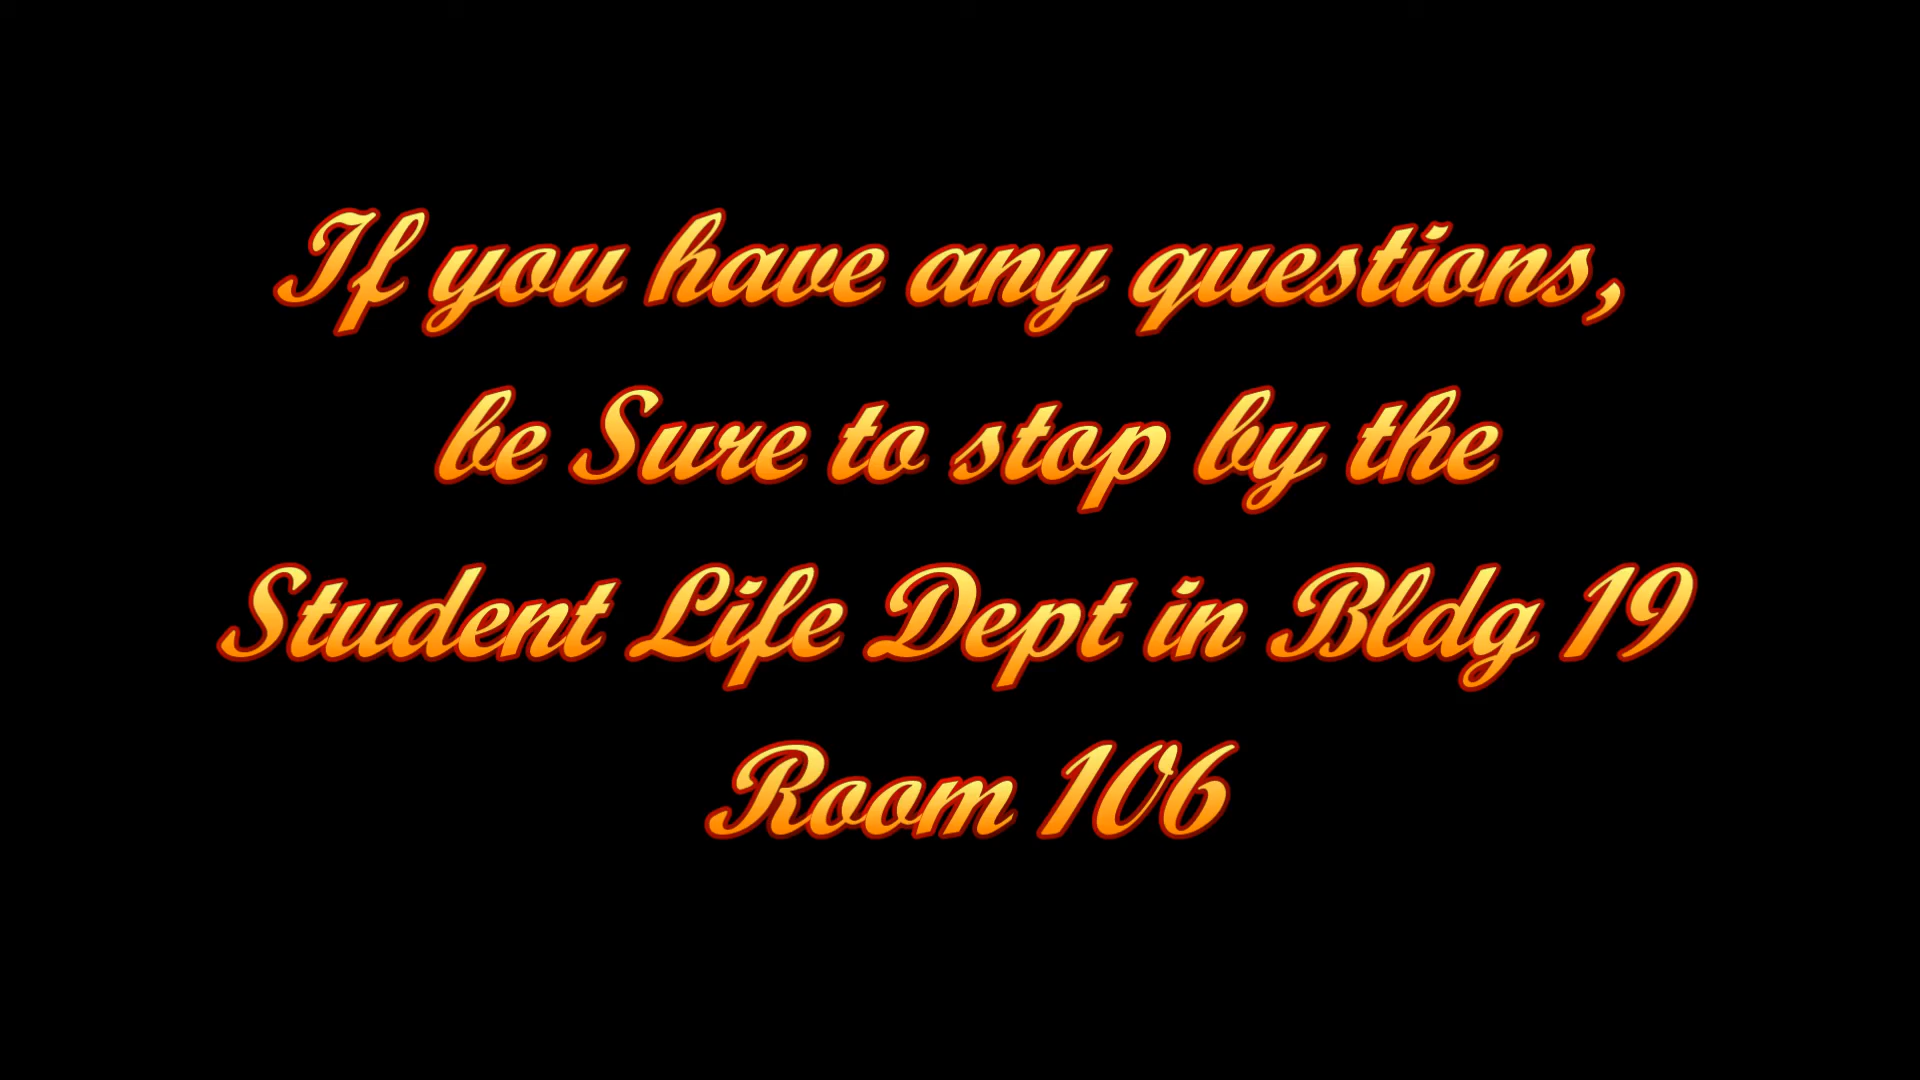 If you have any questions,
be Sure to stop by the
Student Life Dept in Bldg 19
Room 106